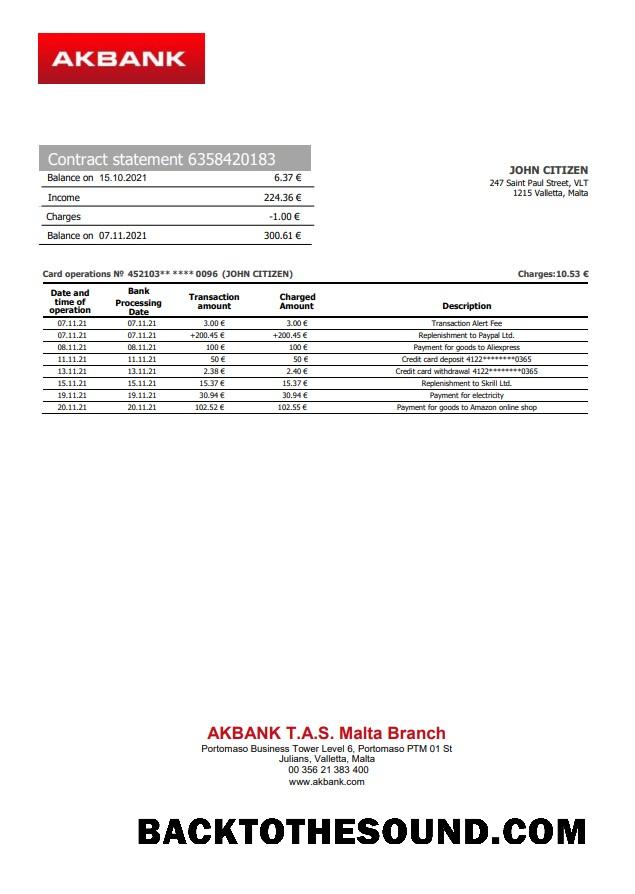 AKBANK
Contract statement 6358420183
Balance on 15.10.2021 6.37 €
Income 224.36 €
Charges -1.00 €
Balance on 07.11.2021 300.61 €
JOHN CITIZEN
247 Saint Paul Street, VLT
1215 Valletta, Malta
Card operations № 452103** **** 0096 (JOHN CITIZEN) Charges:10.53 €
Date and time of operation Bank Processing Date Transaction amount Charged Amount Description
07.11.21 07.11.21 3.00 € 3.00 € Transaction Alert Fee
07.11.21 07.11.21 +200.45 € +200.45 € Replenishment to Paypal Ltd.
08.11.21 08.11.21 100 € 100 € Payment for goods to Aliexpress
11.11.21 11.11.21 50 € 50 € Credit card deposit 4122********0365
13.11.21 13.11.21 2.38 € 2.40 € Credit card withdrawal 4122********0365
15.11.21 15.11.21 15.37 € 15.37 € Replenishment to Skrill Ltd.
19.11.21 19.11.21 30.94 € 30.94 € Payment for electricity
20.11.21 20.11.21 102.52 € 102.55 € Payment for goods to Amazon online shop
AKBANK T.A.S. Malta Branch
Portomaso Business Tower Level 6, Portomaso PTM 01 St
Julians, Valletta, Malta
00 356 21 383 400
www.akbank.com
BACKTOTHESOUND.COM